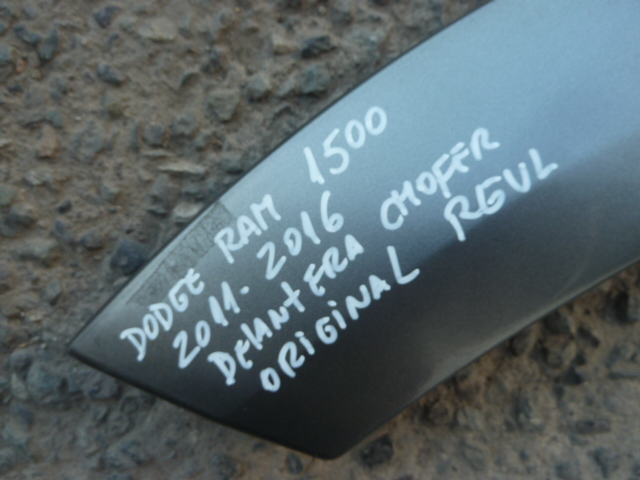 DODGE RAM 1500
2011-2016
DELANTERA CHOFER
ORIGINAL REUL